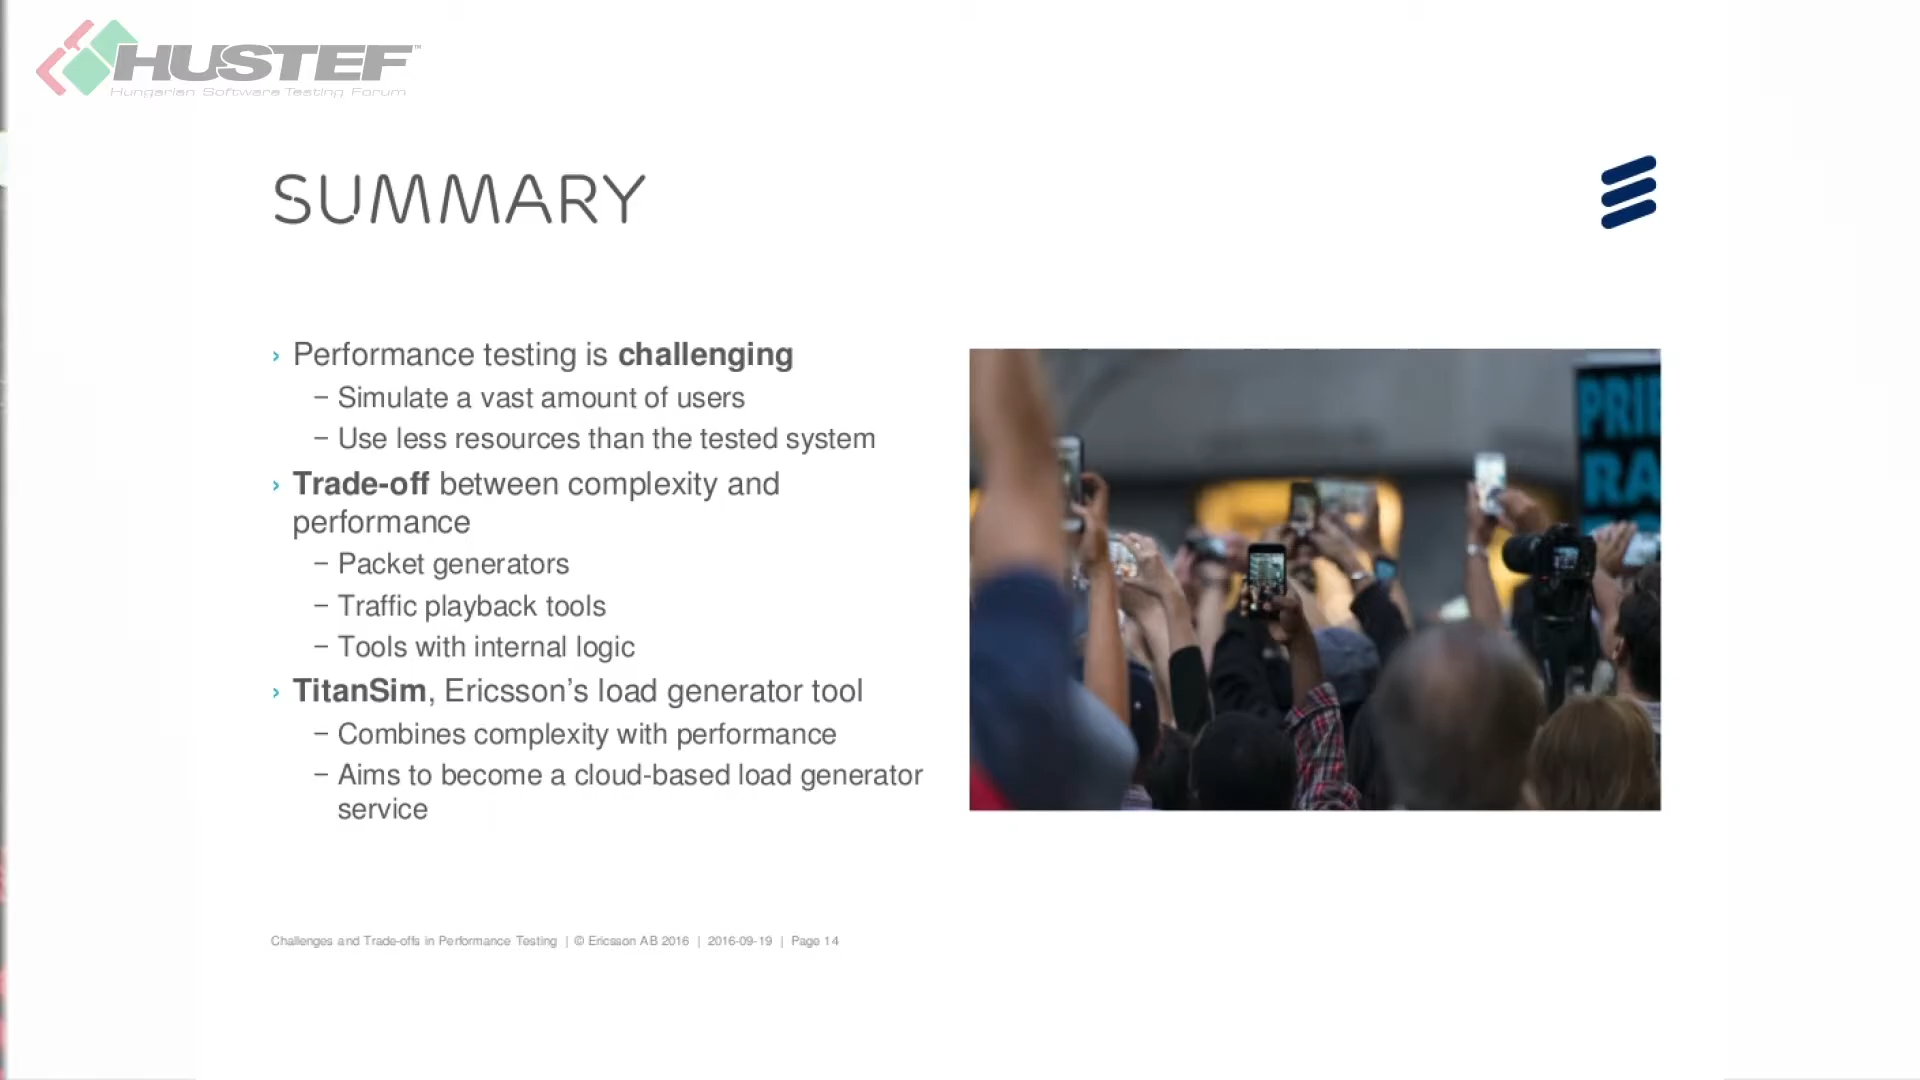 HUSTEF™
Hungarian Software Testing Forum
SUMMARY
› Performance testing is challenging
– Simulate a vast amount of users
– Use less resources than the tested system
› Trade-off between complexity and
performance
– Packet generators
– Traffic playback tools
– Tools with internal logic
› TitanSim, Ericsson’s load generator tool
– Combines complexity with performance
– Aims to become a cloud-based load generator
service
Challenges and Trade-offs in Performance Testing | © Ericsson AB 2016 | 2016-09-19 | Page 14